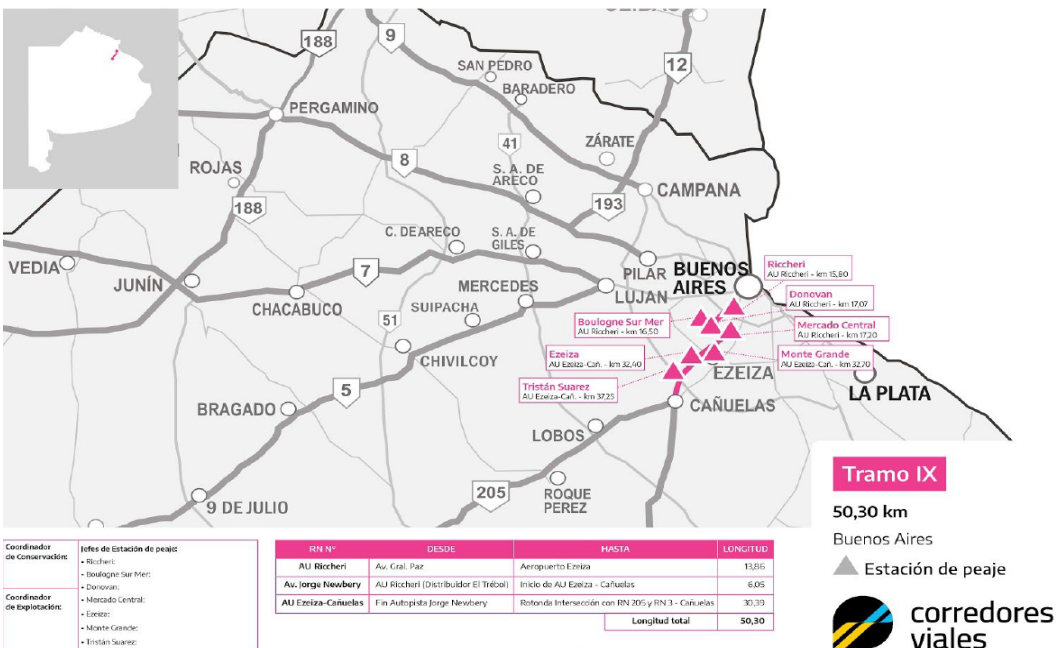 188
9
12
SAN PEDRO
BARADERO
PERGAMINO
41
ZÁRATE
8
ROJAS
S. A. DE
ARECO
CAMPANA
188
193
C. DE ARECO
S. A. DE
GILES
VEDIA
JUNÍN
7
PILAR
BUENOS
AIRES
Riccheri
AU Riccheri - km 15,80
MERCEDES
LUJAN
CHACABUCO
SUIPACHA
Donovan
AU Riccheri - km 17,07
51
Boulogne Sur Mer
AU Riccheri - km 16,50
Mercado Central
AU Riccheri - km 17,20
CHIVILCOY
Ezeiza
AU Ezeiza-Cañ. - km 32,40
Monte Grande
AU Ezeiza-Cañ. - km 32,70
EZEIZA
Tristán Suarez
AU Ezeiza-Cañ. - km 37,25
5
LA PLATA
BRAGADO
CAÑUELAS
LOBOS
9 DE JULIO
205
ROQUE
PEREZ
Tramo IX
50,30 km
Buenos Aires
Estación de peaje
corredores
viales
Coordinador
de Conservación:
Coordinador
de Explotación:
Jefes de Estación de peaje:
- Riccheri:
- Boulogne Sur Mer:
- Donovan:
- Mercado Central:
- Ezeiza:
- Monte Grande:
- Tristán Suarez:
RN Nº DESDE HASTA LONGITUD
AU Riccheri Av. Gral. Paz Aeropuerto Ezeiza 13,86
Av. Jorge Newbery AU Riccheri (Distribuidor El Trébol) Inicio de AU Ezeiza - Cañuelas 6,05
AU Ezeiza-Cañuelas Fin Autopista Jorge Newbery Rotonda Intersección con RN 205 y RN 3 - Cañuelas 30,39
Longitud total 50,30